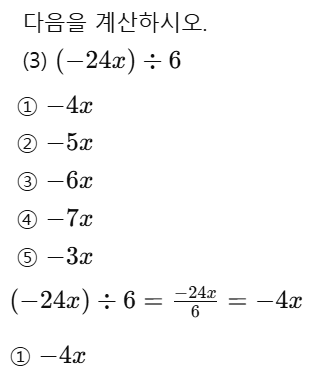 다음을 계산하시오.
(3) (−24x) ÷ 6
① −4x
② −5x
③ −6x
④ −7x
⑤ −3x
(−24x) ÷ 6 = \frac{−24x}{6} = −4x
① −4x